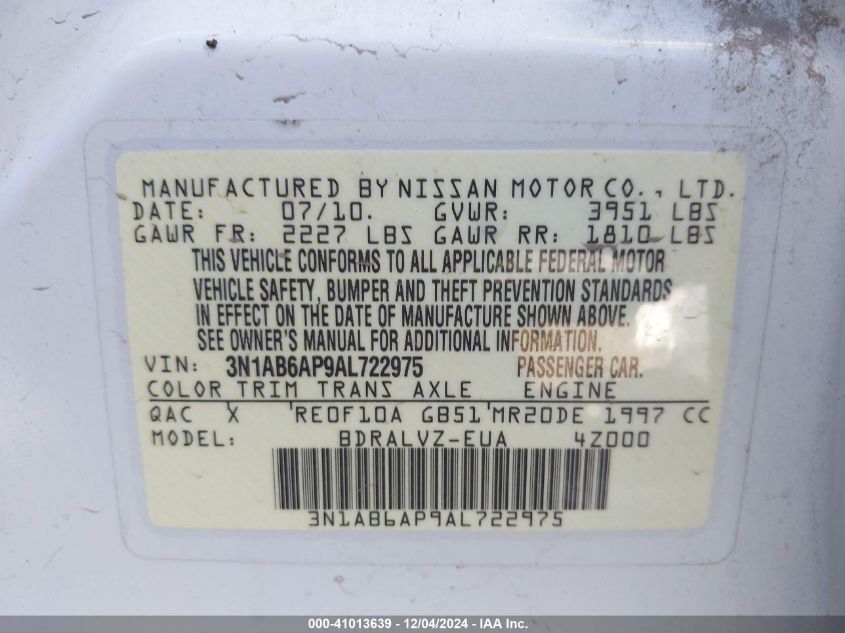 MANUFACTURED BY NISSAN MOTOR CO., LTD.
DATE: 07/10. GVWR: 3951 LBS
GAWR FR: 2227 LBS GAWR RR: 1810 LBS
THIS VEHICLE CONFORMS TO ALL APPLICABLE FEDERAL MOTOR
VEHICLE SAFETY, BUMPER AND THEFT PREVENTION STANDARDS
IN EFFECT ON THE DATE OF MANUFACTURE SHOWN ABOVE.
SEE OWNER'S MANUAL FOR ADDITIONAL INFORMATION.
VIN: 3N1AB6AP9AL722975 PASSENGER CAR.
COLOR TRIM TRANS AXLE ENGINE
QAC X RE0F10A GB51 MR20DE 1997 CC
MODEL: BDRALVZ-EUA 4Z000
3N1AB6AP9AL722975
000-41013639 - 12/04/2024 - IAA Inc.